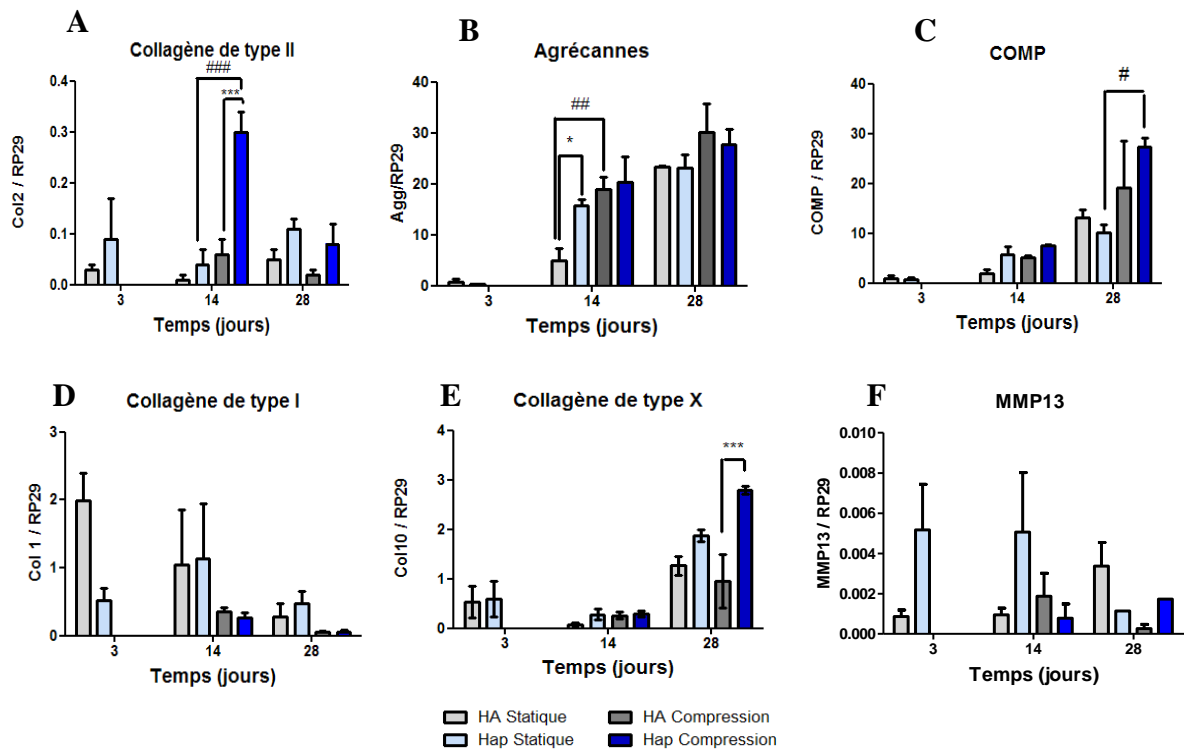 A
Collagène de type II
###
***
Col2 / RP29
0.4
0.3
0.2
0.1
0.0
3 14 28
Temps (jours)
B
Agrécannes
##
*
Agg/RP29
40
30
20
10
0
3 14 28
Temps (jours)
C
COMP
#
COMP / RP29
40
30
20
10
0
3 14 28
Temps (jours)
D
Collagène de type I
Col 1 / RP29
3
2
1
0
3 14 28
Temps (jours)
E
Collagène de type X
***
Col10 / RP29
4
3
2
1
0
3 14 28
Temps (jours)
F
MMP13
MMP13 / RP29
0.010
0.008
0.006
0.004
0.002
0.000
3 14 28
Temps (jours)
HA Statique
HA Compression
Hap Statique
Hap Compression